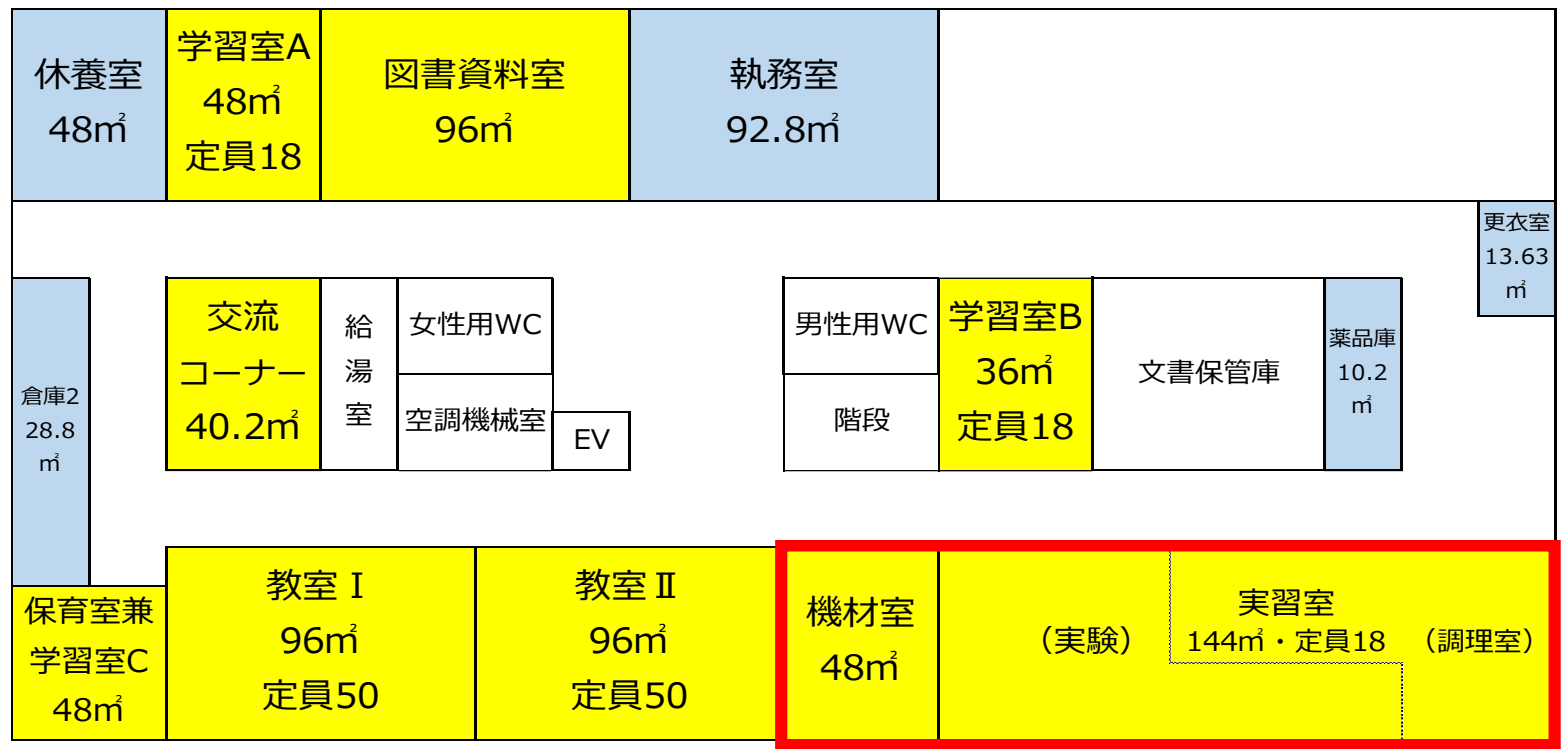 休養室
48㎡
学習室A
48㎡
定員18
図書資料室
96㎡
執務室
92.8㎡
更衣室
13.63
㎡
倉庫2
28.8
㎡
交流
コーナー
40.2㎡
給
湯
室
女性用WC
空調機械室
EV
男性用WC
階段
学習室B
36㎡
定員18
文書保管庫
薬品庫
10.2
㎡
保育室兼
学習室C
48㎡
教室Ⅰ
96㎡
定員50
教室Ⅱ
96㎡
定員50
機材室
48㎡
（実験）
実習室
144㎡・定員18
（調理室）